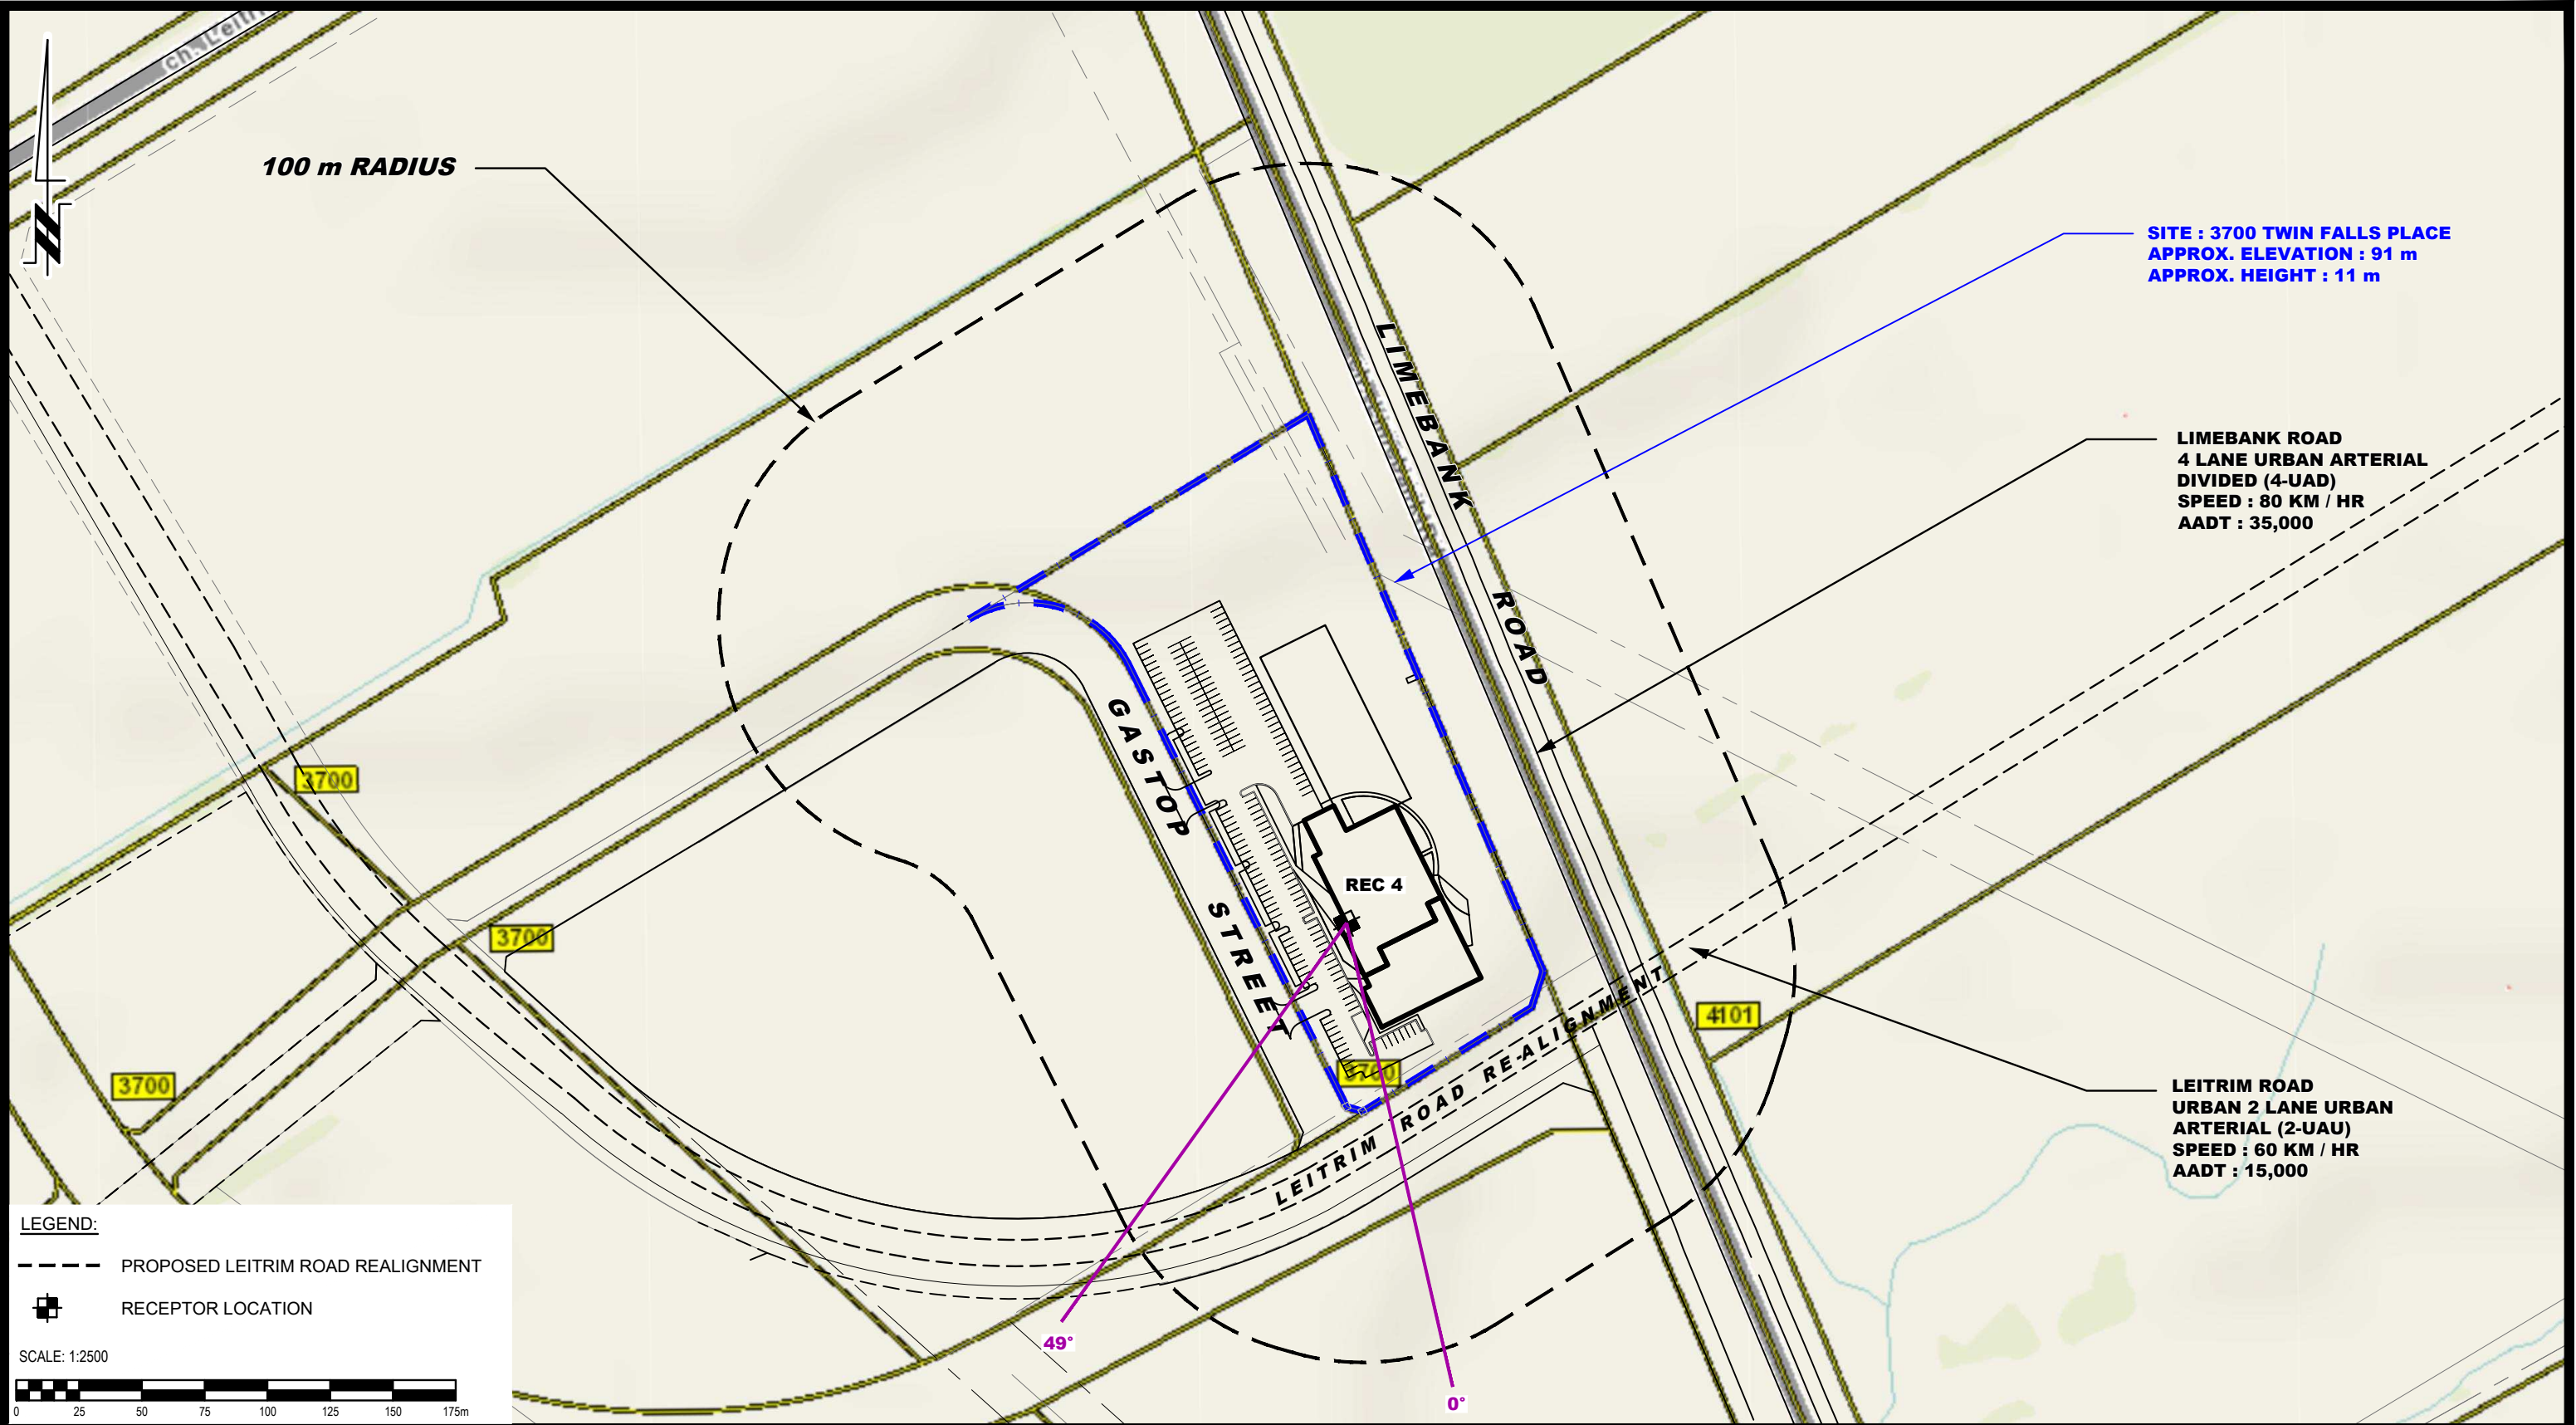 ch. Leitri
100 m RADIUS
SITE : 3700 TWIN FALLS PLACE
APPROX. ELEVATION : 91 m
APPROX. HEIGHT : 11 m
LIMEBANK ROAD
LIMEBANK ROAD
4 LANE URBAN ARTERIAL
DIVIDED (4-UAD)
SPEED : 80 KM / HR
AADT : 35,000
GASTOP STREET
3700
3700
3700
REC 4
3700
4101
LEITRIM ROAD RE-ALIGNMENT
LEITRIM ROAD
URBAN 2 LANE URBAN
ARTERIAL (2-UAU)
SPEED : 60 KM / HR
AADT : 15,000
49°
0°
LEGEND:
PROPOSED LEITRIM ROAD REALIGNMENT
RECEPTOR LOCATION
SCALE: 1:2500
0 25 50 75 100 125 150 175m